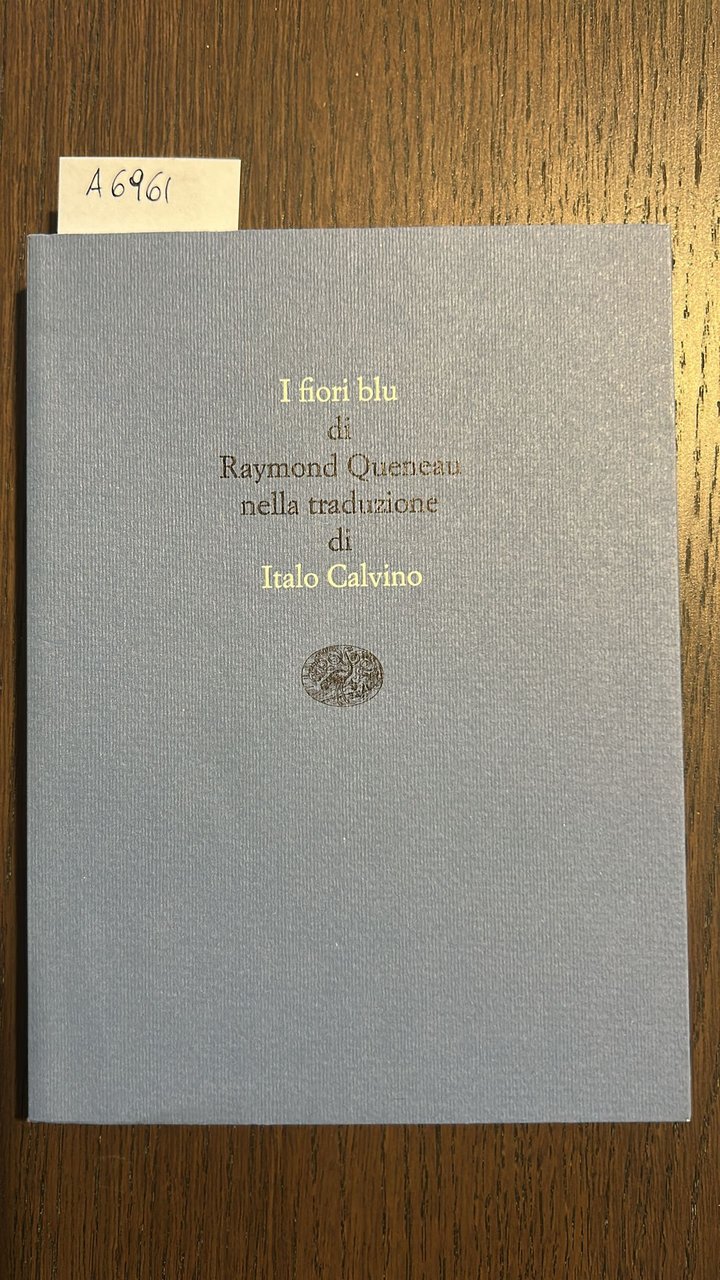 A6961
I fiori blu
di
Raymond Queneau
nella traduzione
di
Italo Calvino